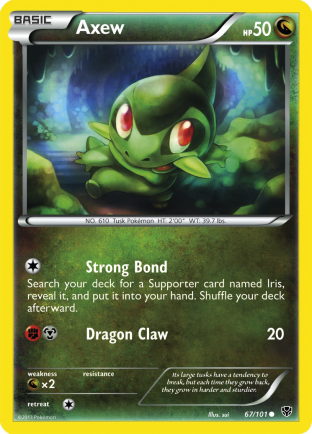 BASIC
Axew
HP50
NO. 610 Tusk Pokémon HT: 2'00" WT: 39.7 lbs.
Strong Bond
Search your deck for a Supporter card named Iris,
reveal it, and put it into your hand. Shuffle your deck
afterward.
Dragon Claw 20
weakness resistance
×2
Its large tusks have a tendency to
break, but each time they grow back,
they grow in harder and sturdier.
retreat
©2013 Pokémon
Illus. sui 67/101